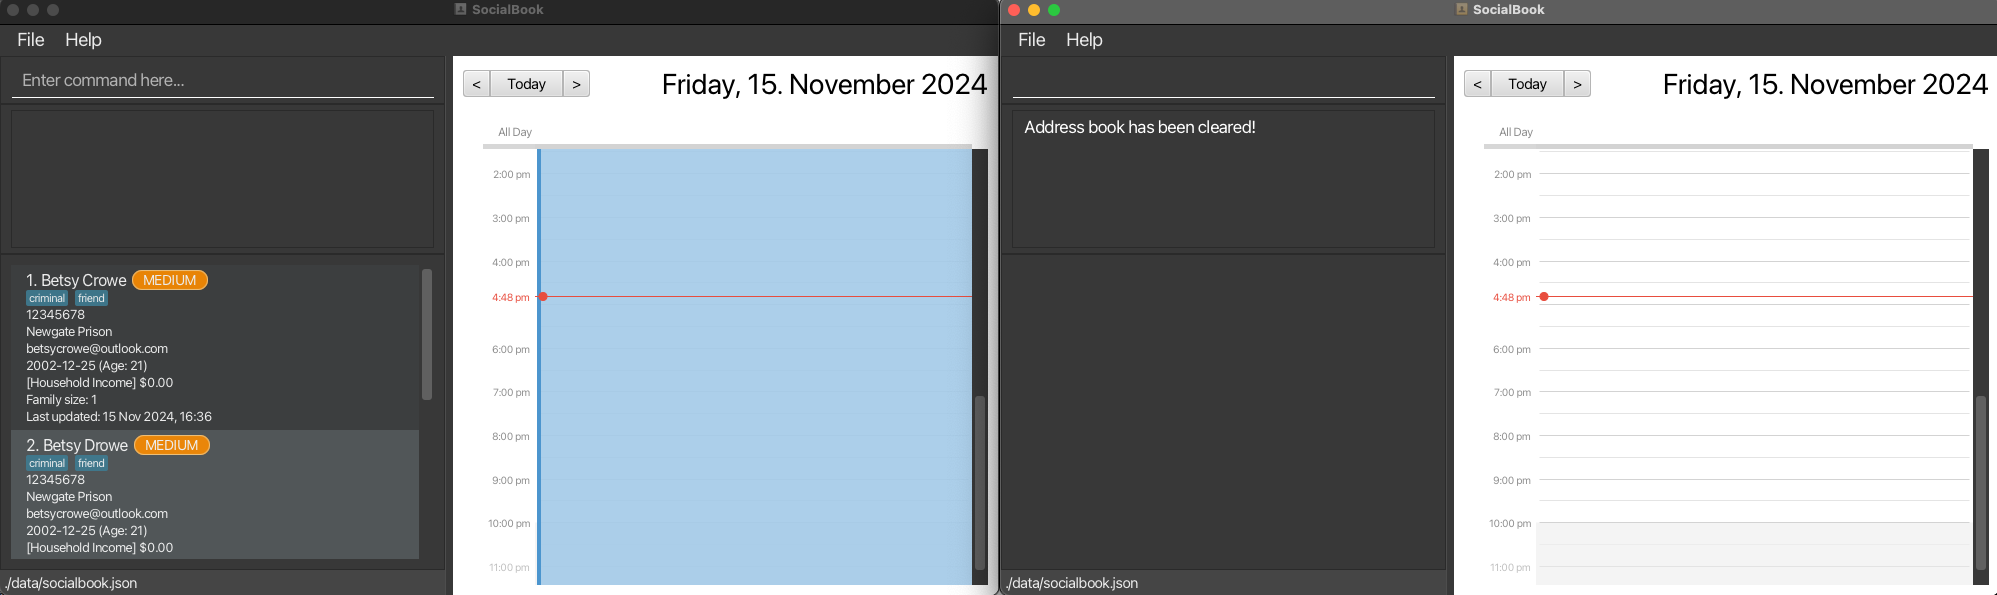 SocialBook
File Help
Enter command here...
1. Betsy Crowe MEDIUM
criminal friend
12345678
Newgate Prison
betsycrowe@outlook.com
2002-12-25 (Age: 21)
[Household Income] $0.00
Family size: 1
Last updated: 15 Nov 2024, 16:36
2. Betsy Drowe MEDIUM
criminal friend
12345678
Newgate Prison
betsycrowe@outlook.com
2002-12-25 (Age: 21)
[Household Income] $0.00
./data/socialbook.json
< Today >
Friday, 15. November 2024
All Day
2:00 pm
3:00 pm
4:00 pm
4:48 pm
6:00 pm
7:00 pm
8:00 pm
9:00 pm
10:00 pm
11:00 pm
SocialBook
File Help
Address book has been cleared!
./data/socialbook.json
< Today >
Friday, 15. November 2024
All Day
2:00 pm
3:00 pm
4:00 pm
4:48 pm
6:00 pm
7:00 pm
8:00 pm
9:00 pm
10:00 pm
11:00 pm